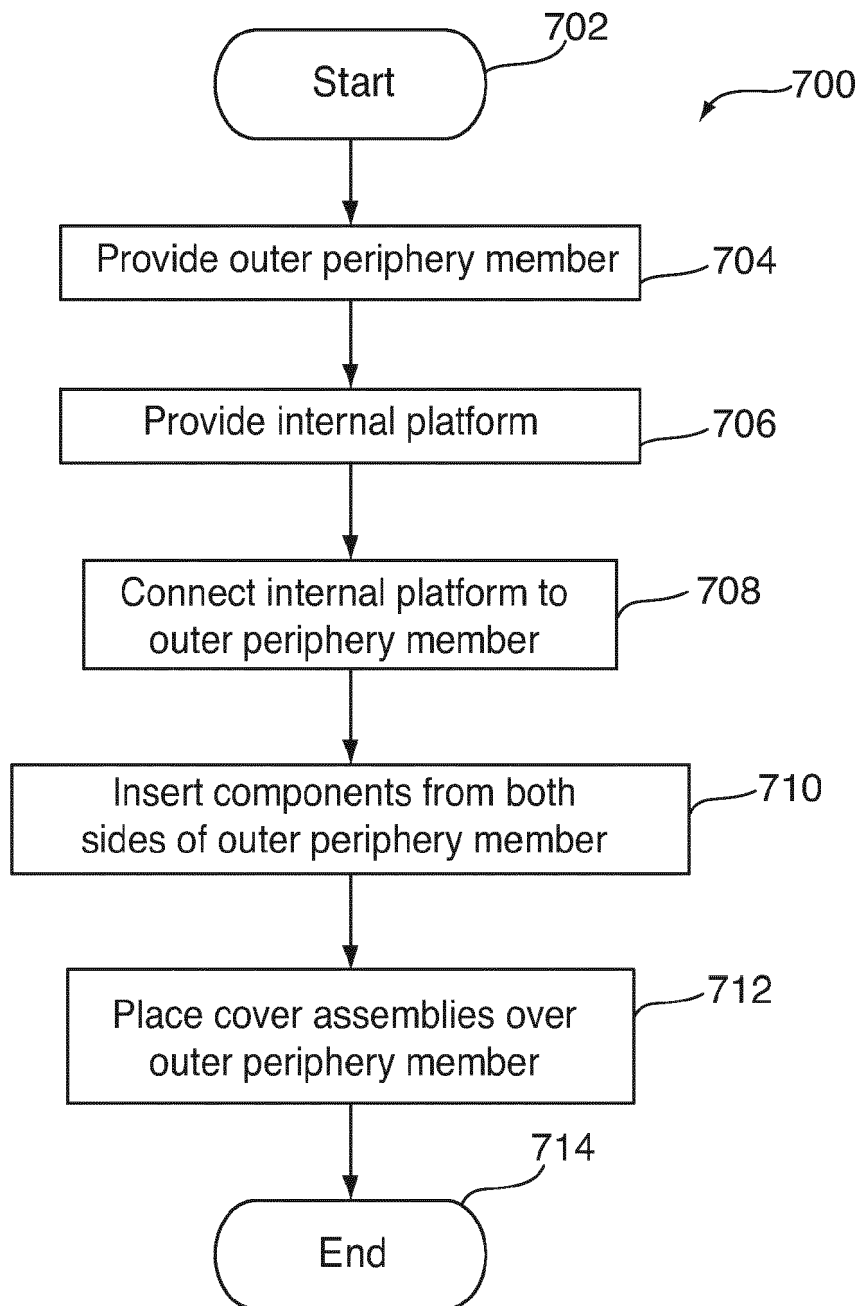 702
Start
700
Provide outer periphery member
704
Provide internal platform
706
Connect internal platform to
outer periphery member
708
Insert components from both
sides of outer periphery member
710
Place cover assemblies over
outer periphery member
712
714
End